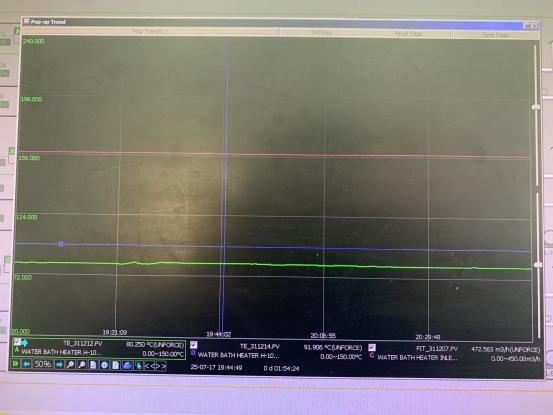 Pop-up Trend
Pop Trend1.1
Settings
Read Page
Save Page
240.000
198.000
156.000
114.000
72.000
30.000
19:21:09
19:44:02
20:06:55
20:29:48
B
A
TE_311212.PV
80.250 °C(UNFORCE)
WATER BATH HEATER H-10...
0.00~150.00°C
B
TE_311214.PV
91.906 °C(UNFORCE)
WATER BATH HEATER H-10...
0.00~150.00°C
C
FIT_311207.PV
472.563 m3/h(UNFORCE)
WATER BATH HEATER INLE...
0.00~450.00m3/h
50%
25-07-17 19:44:49
0 d 01:54:24